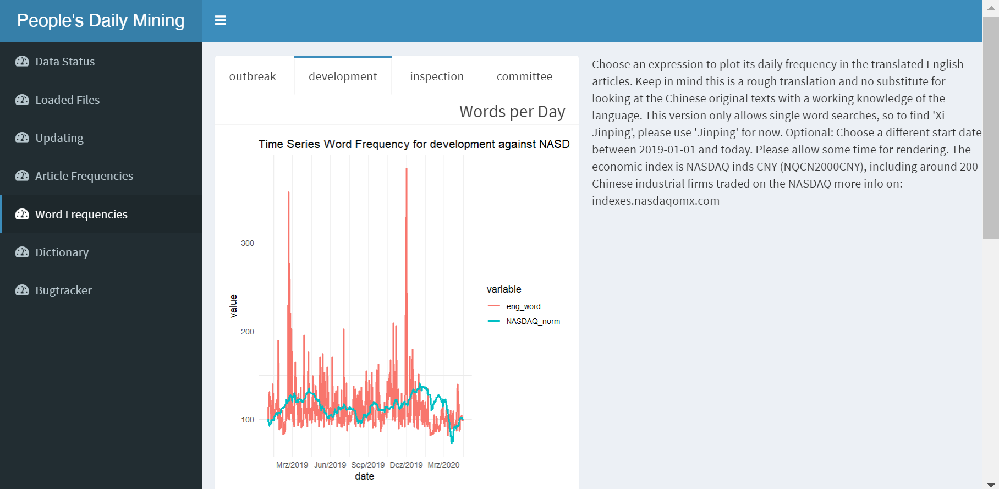 People's Daily Mining
Data Status
Loaded Files
Updating
Article Frequencies
Word Frequencies
Dictionary
Bugtracker
outbreak development inspection committee
Words per Day
Time Series Word Frequency for development against NASD
300
200
100
value
Mrz/2019 Jun/2019 Sep/2019 Dez/2019 Mrz/2020
date
variable
eng_word
NASDAQ_norm
Choose an expression to plot its daily frequency in the translated English
articles. Keep in mind this is a rough translation and no substitute for
looking at the Chinese original texts with a working knowledge of the
language. This version only allows single word searches, so to find 'Xi
Jinping', please use 'Jinping' for now. Optional: Choose a different start date
between 2019-01-01 and today. Please allow some time for rendering. The
economic index is NASDAQ inds CNY (NQCN2000CNY), including around 200
Chinese industrial firms traded on the NASDAQ more info on:
indexes.nasdaqomx.com